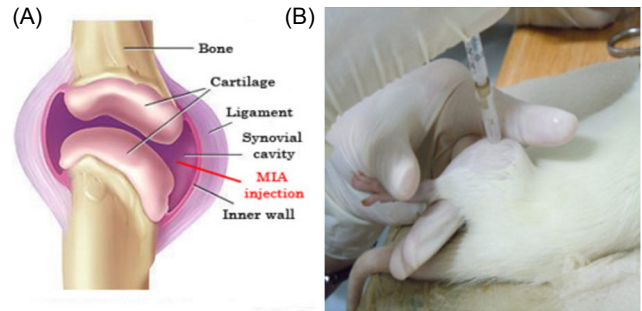 (A)
Bone
Cartilage
Ligament
Synovial
cavity
MIA
injection
Inner wall
(B)